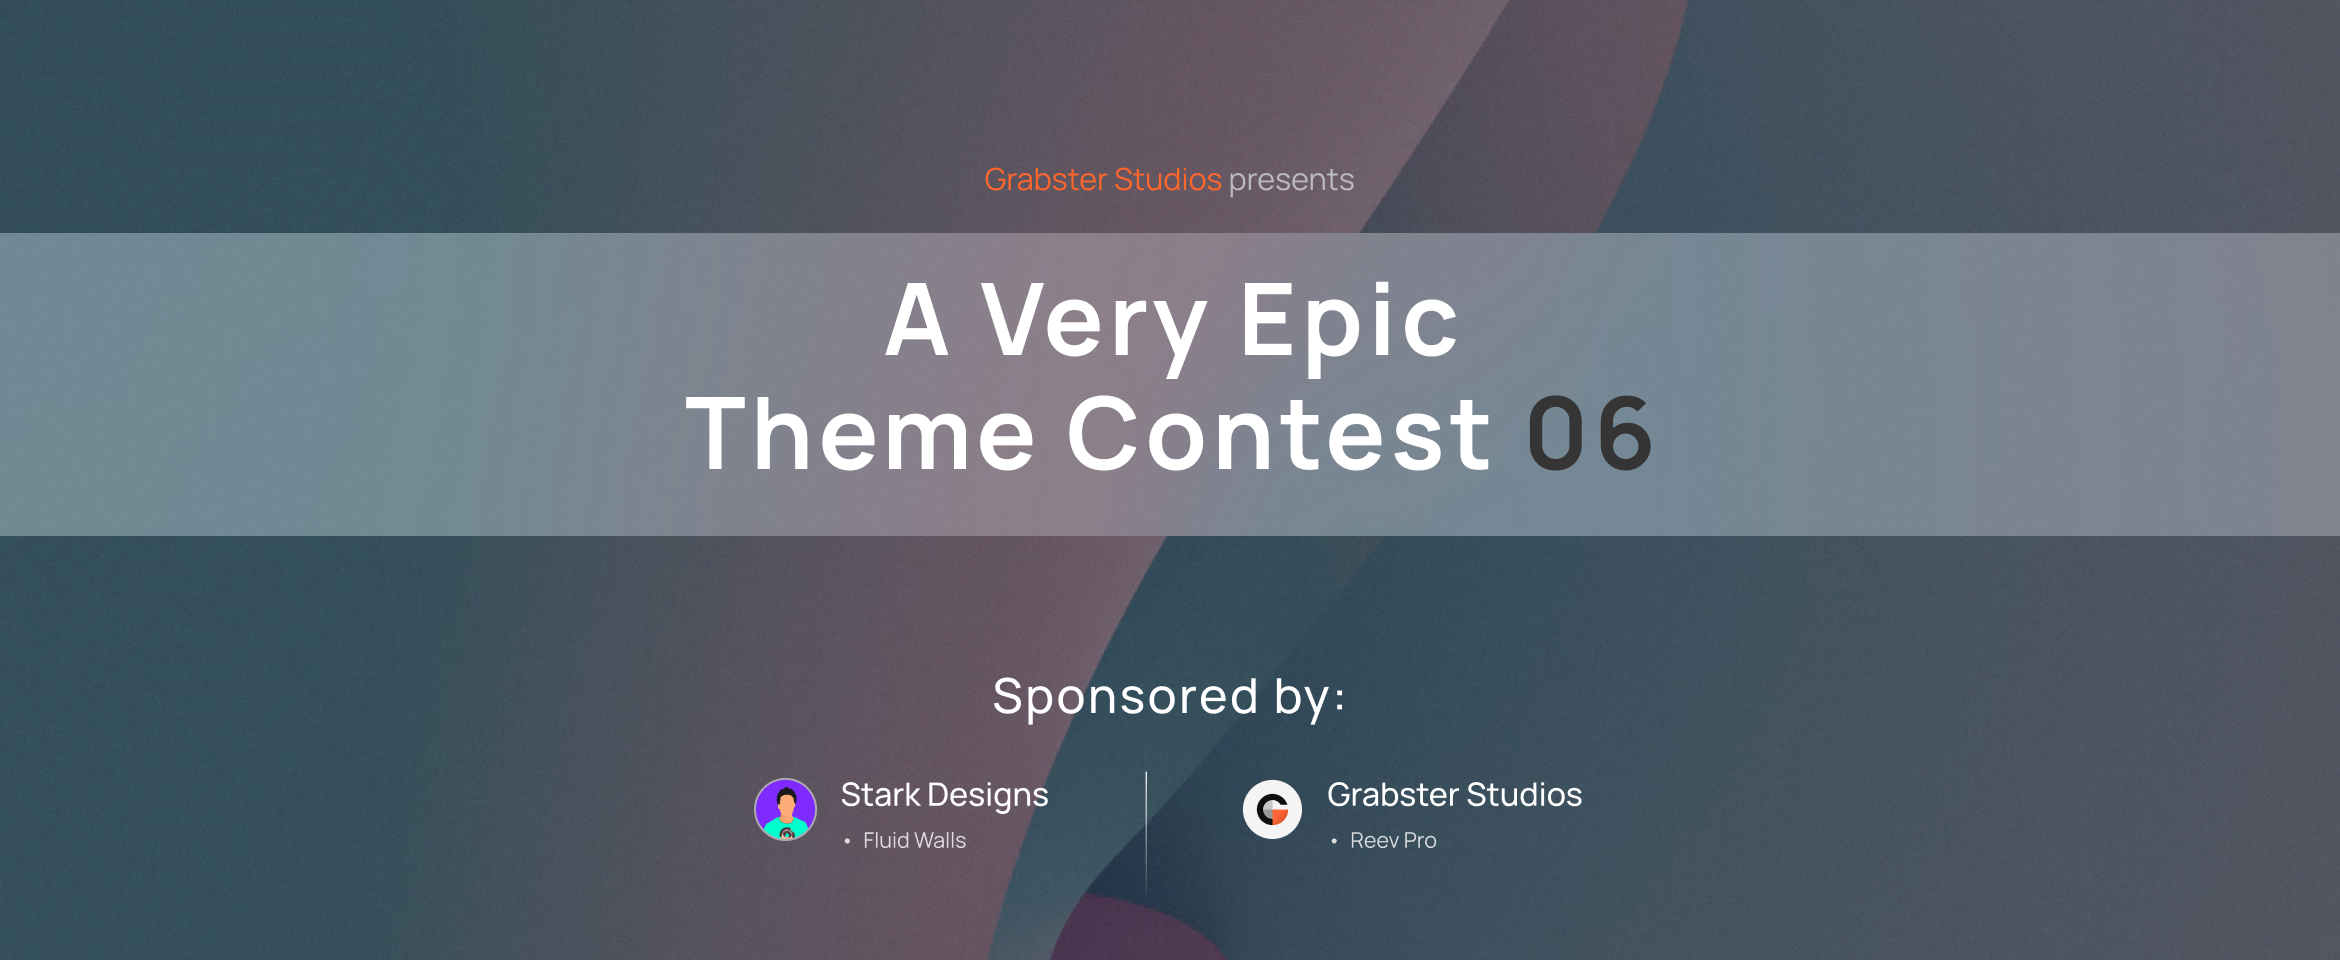 Grabster Studios presents
A Very Epic
Theme Contest 06
Sponsored by:
Stark Designs
• Fluid Walls
Grabster Studios
• Reev Pro